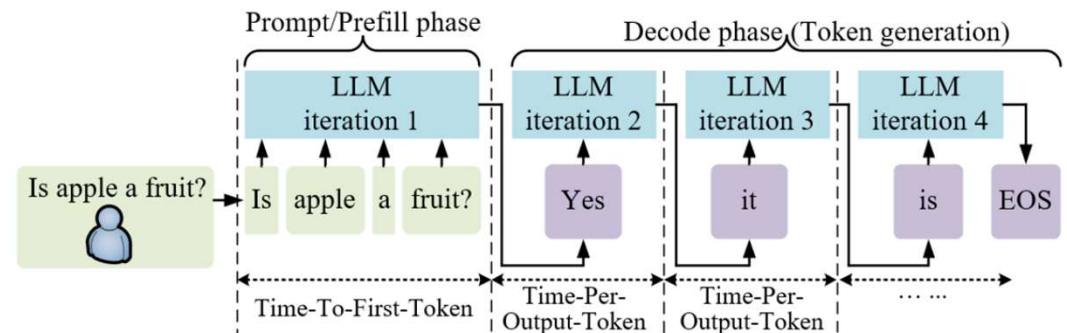 Prompt/Prefill phase
Decode phase (Token generation)
LLM
iteration 1
LLM
iteration 2
LLM
iteration 3
LLM
iteration 4
Is apple a fruit?
Is
apple
a
fruit?
Yes
it
is
EOS
Time-To-First-Token
Time-Per-
Output-Token
Time-Per-
Output-Token
... ...